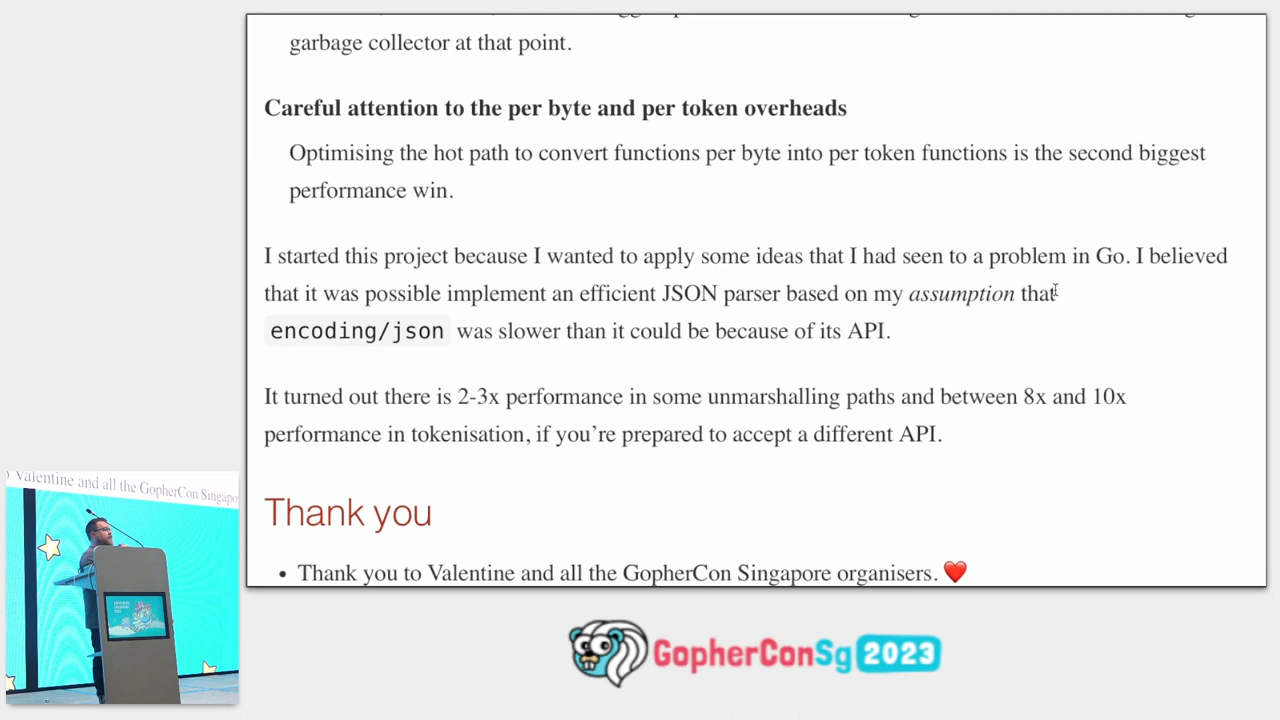 garbage collector at that point.
Careful attention to the per byte and per token overheads
Optimising the hot path to convert functions per byte into per token functions is the second biggest
performance win.
I started this project because I wanted to apply some ideas that I had seen to a problem in Go. I believed
that it was possible implement an efficient JSON parser based on my assumption that
encoding/json was slower than it could be because of its API.
It turned out there is 2-3x performance in some unmarshalling paths and between 8x and 10x
performance in tokenisation, if you’re prepared to accept a different API.
Thank you
• Thank you to Valentine and all the GopherCon Singapore organisers. ❤️
Valentine and all the GopherCon Singapo
GopherConSg 2023